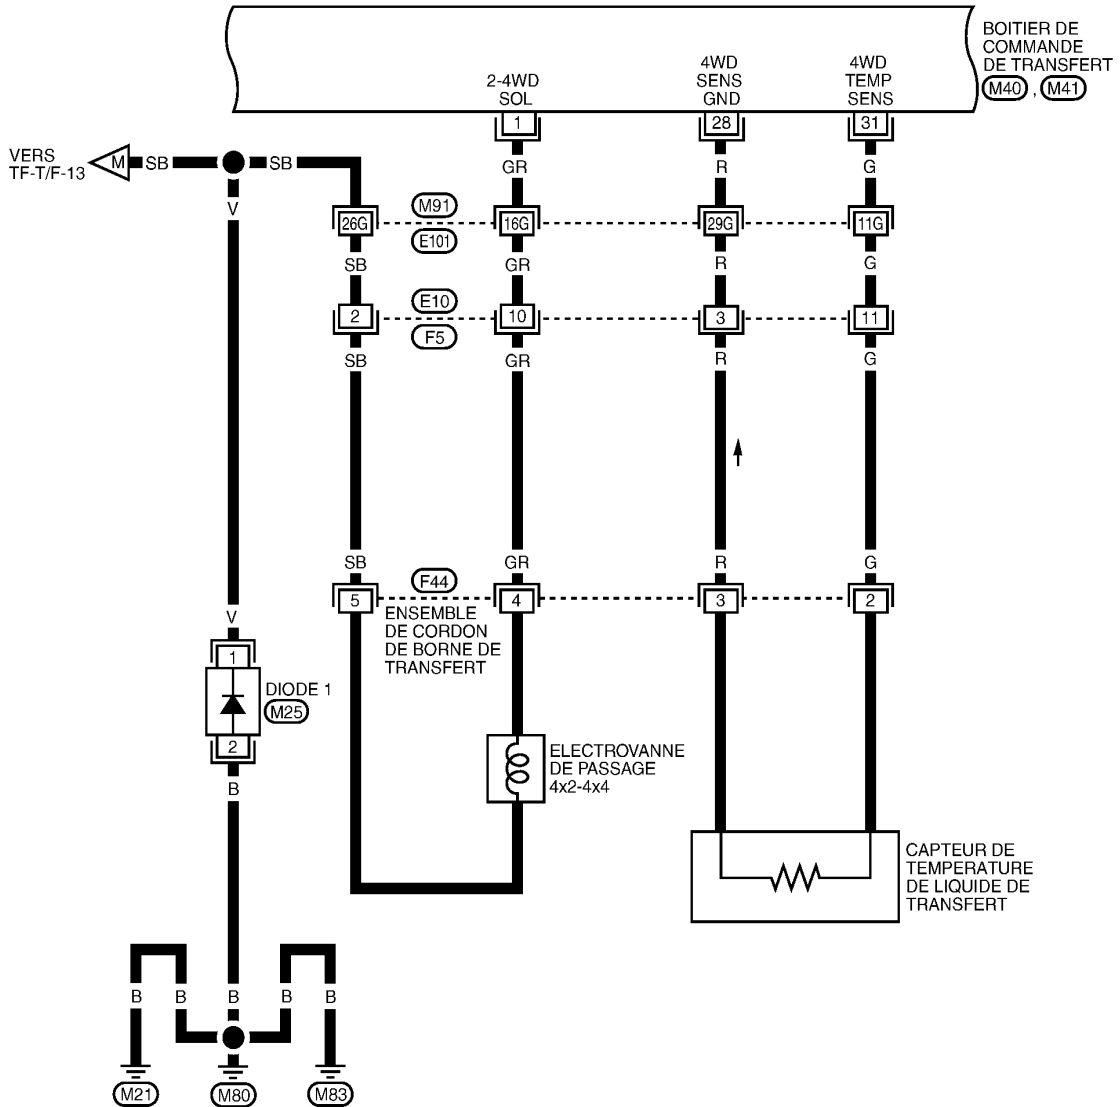 BOITIER DE
COMMANDE
DE TRANSFERT
M40 , M41
2-4WD
SOL
4WD
SENS
GND
4WD
TEMP
SENS
1 28 31
VERS
TF-T/F-13
M SB SB GR R G
V
M91
26G 16G 29G 11G
E101
SB GR R G
E10
2 10 3 11
F5
SB GR R G
SB GR R G
F44
5 4 3 2
ENSEMBLE
DE CORDON
DE BORNE DE
TRANSFERT
V
1
DIODE 1
M25
2
B
ELECTROVANNE
DE PASSAGE
4x2-4x4
CAPTEUR DE
TEMPERATURE
DE LIQUIDE DE
TRANSFERT
B B B B B
M21 M80 M83